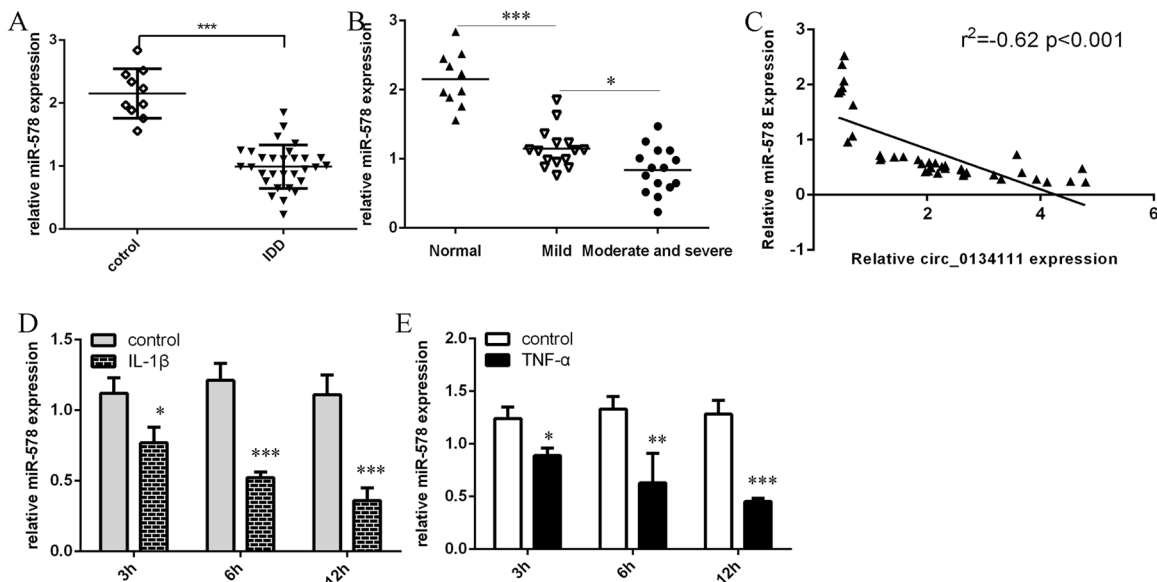 A
relative miR-578 expression
3
2
1
0
***
cotrol
IDD
B
relative miR-578 expression
3
2
1
0
***
*
Normal
Mild
Moderate and severe
C
Relative miR-578 Expression
3
2
1
0
-1
r²=-0.62 p<0.001
2
4
6
Relative circ_0134111 expression
D
relative miR-578 expression
1.5
1.0
0.5
0.0
control
IL-1β
*
***
***
3h
6h
12h
E
relative miR-578 expression
2.0
1.5
1.0
0.5
0.0
control
TNF-α
*
**
***
3h
6h
12h